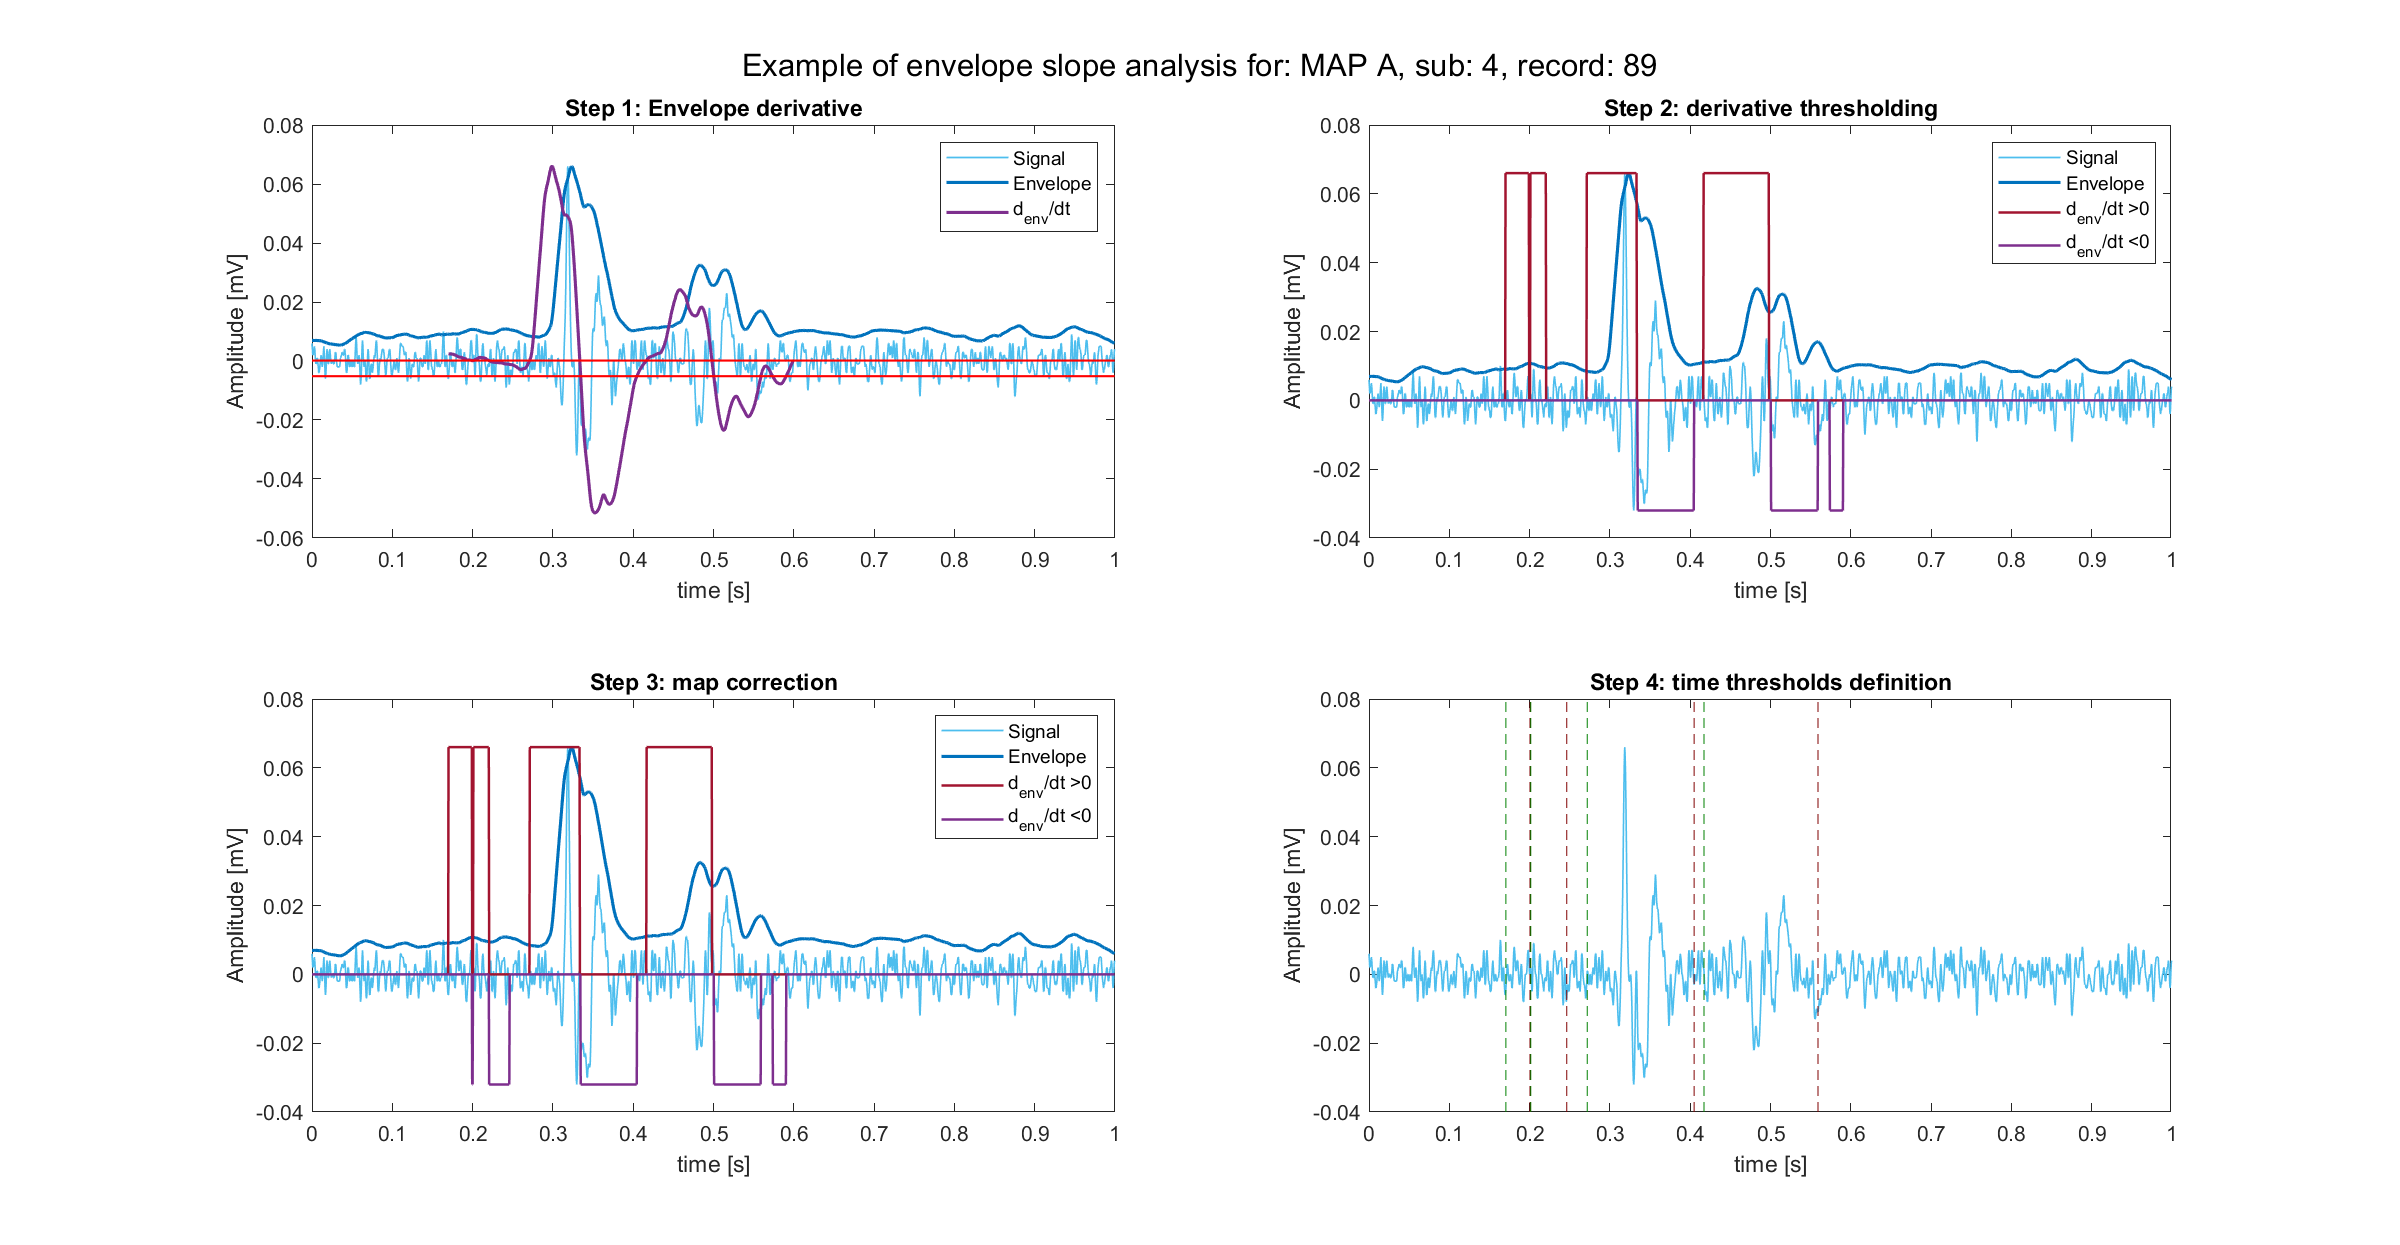 Example of envelope slope analysis for: MAP A, sub: 4, record: 89
Step 1: Envelope derivative
0.08
0.06
0.04
0.02
0
-0.02
-0.04
-0.06
Amplitude [mV]
0 0.1 0.2 0.3 0.4 0.5 0.6 0.7 0.8 0.9 1
time [s]
Signal
Envelope
d_env/dt
Step 2: derivative thresholding
0.08
0.06
0.04
0.02
0
-0.02
-0.04
Amplitude [mV]
0 0.1 0.2 0.3 0.4 0.5 0.6 0.7 0.8 0.9 1
time [s]
Signal
Envelope
d_env/dt >0
d_env/dt <0
Step 3: map correction
0.08
0.06
0.04
0.02
0
-0.02
-0.04
Amplitude [mV]
0 0.1 0.2 0.3 0.4 0.5 0.6 0.7 0.8 0.9 1
time [s]
Signal
Envelope
d_env/dt >0
d_env/dt <0
Step 4: time thresholds definition
0.08
0.06
0.04
0.02
0
-0.02
-0.04
Amplitude [mV]
0 0.1 0.2 0.3 0.4 0.5 0.6 0.7 0.8 0.9 1
time [s]